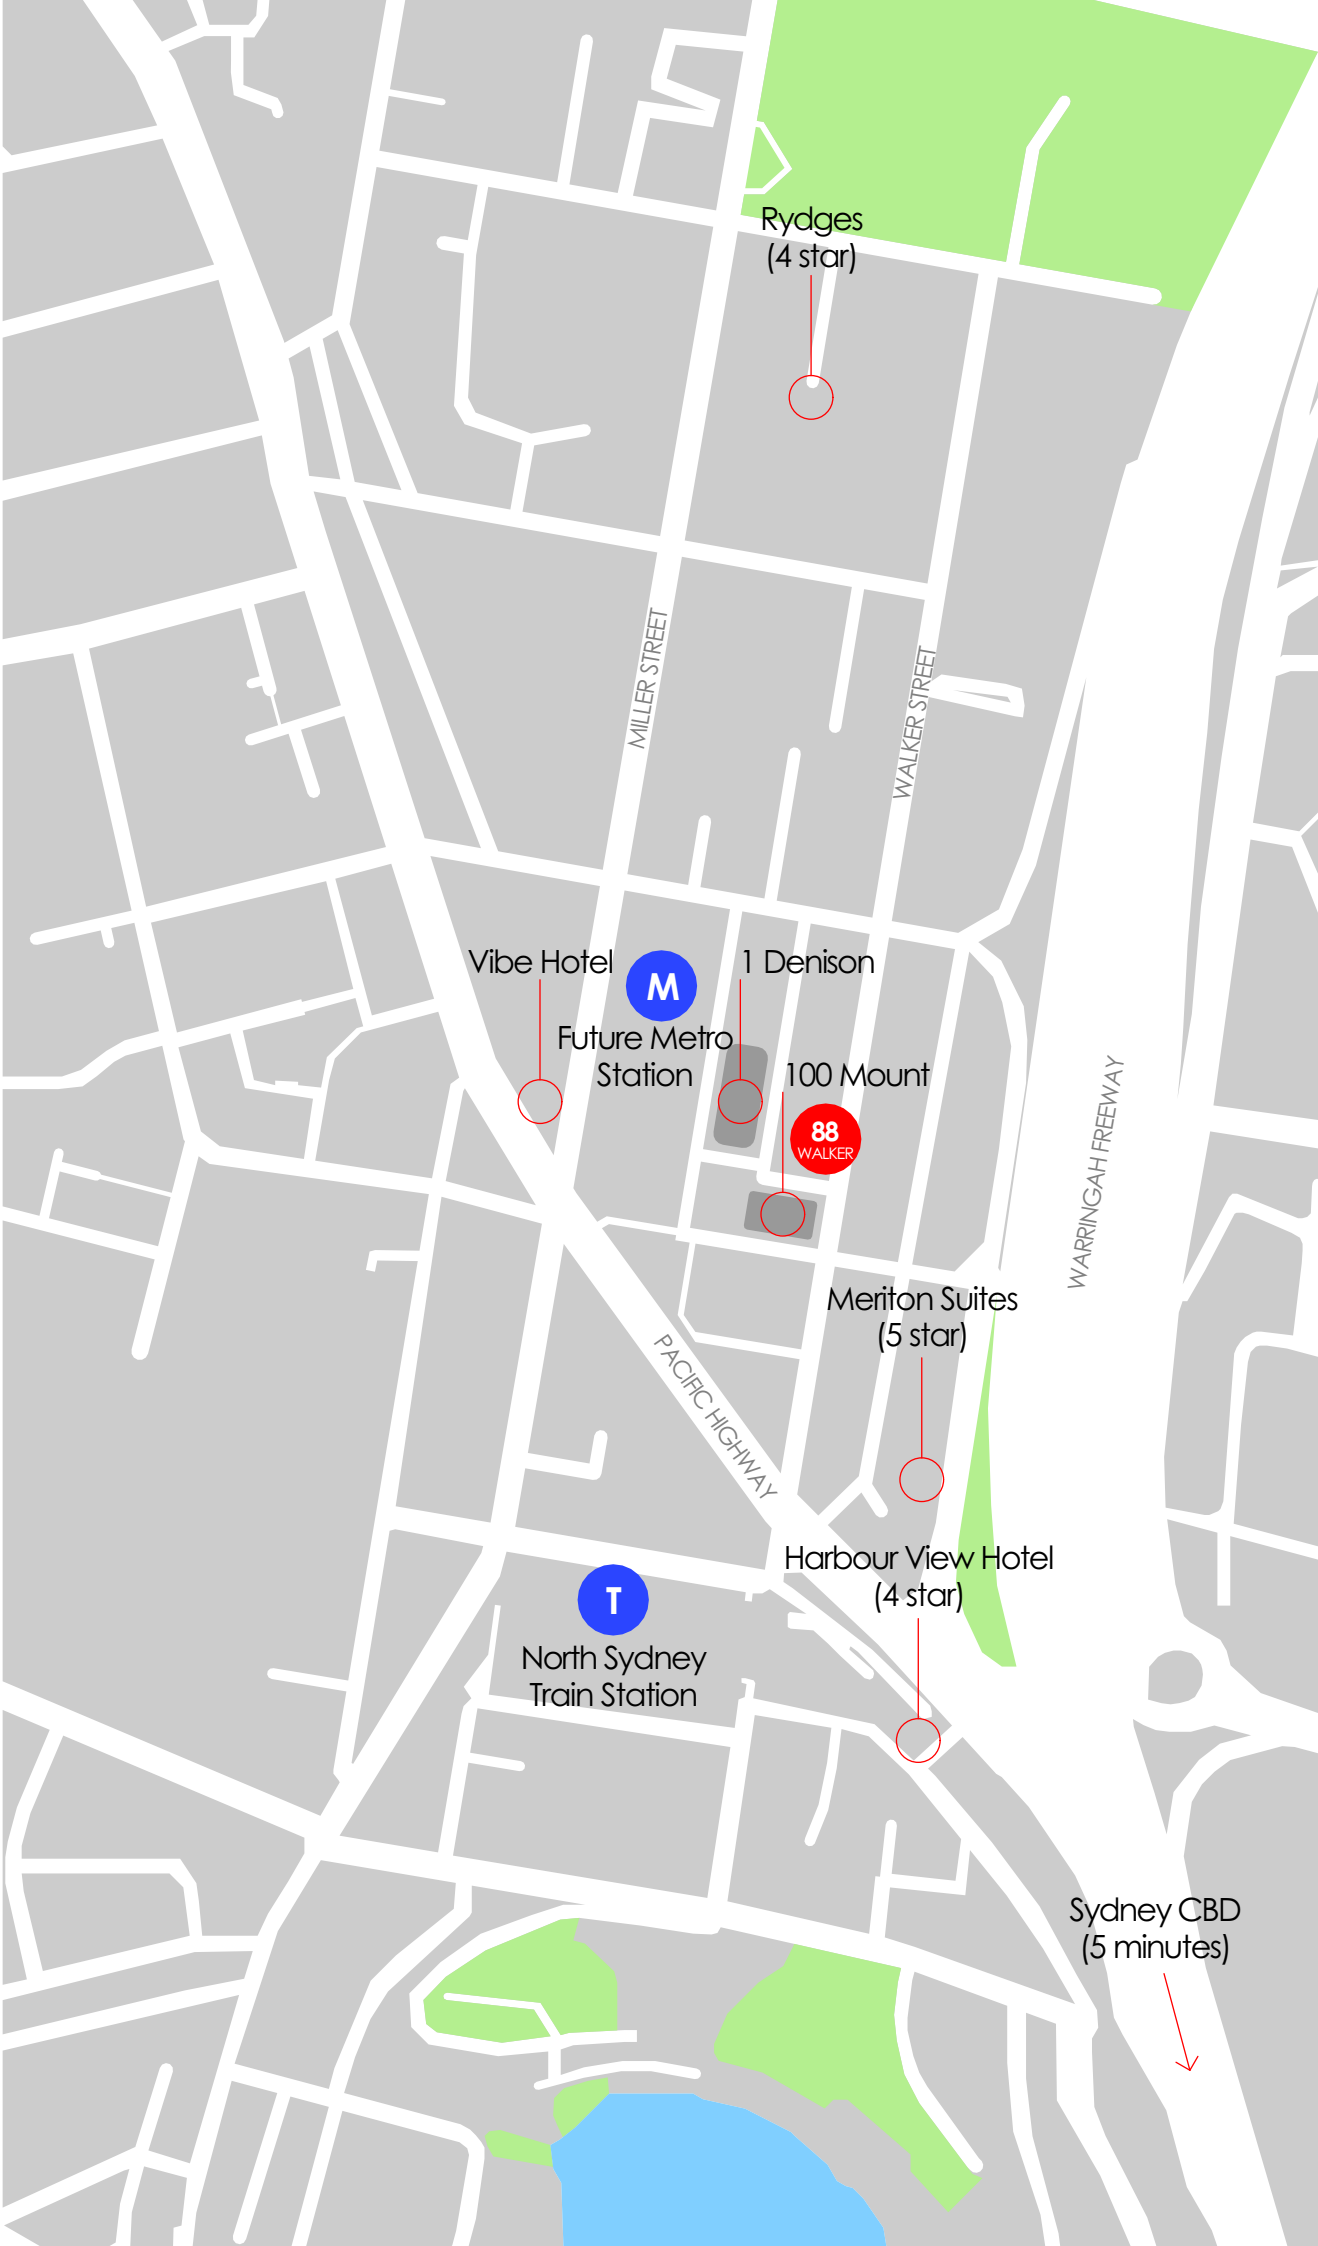 Rydges
(4 star)
MILLER STREET
WALKER STREET
Vibe Hotel
M
1 Denison
Future Metro
Station
100 Mount
88
WALKER
WARRINGAH FREEWAY
Meriton Suites
(5 star)
PACIFIC HIGHWAY
Harbour View Hotel
(4 star)
T
North Sydney
Train Station
Sydney CBD
(5 minutes)